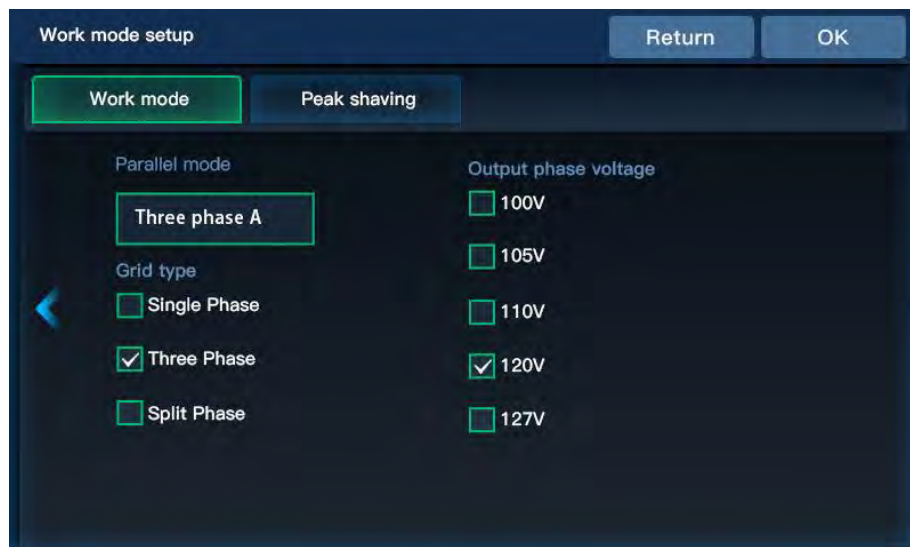 Work mode setup
Return
OK
Work mode
Peak shaving
Parallel mode
Three phase A
Grid type
Single Phase
Three Phase
Split Phase
Output phase voltage
100V
105V
110V
120V
127V